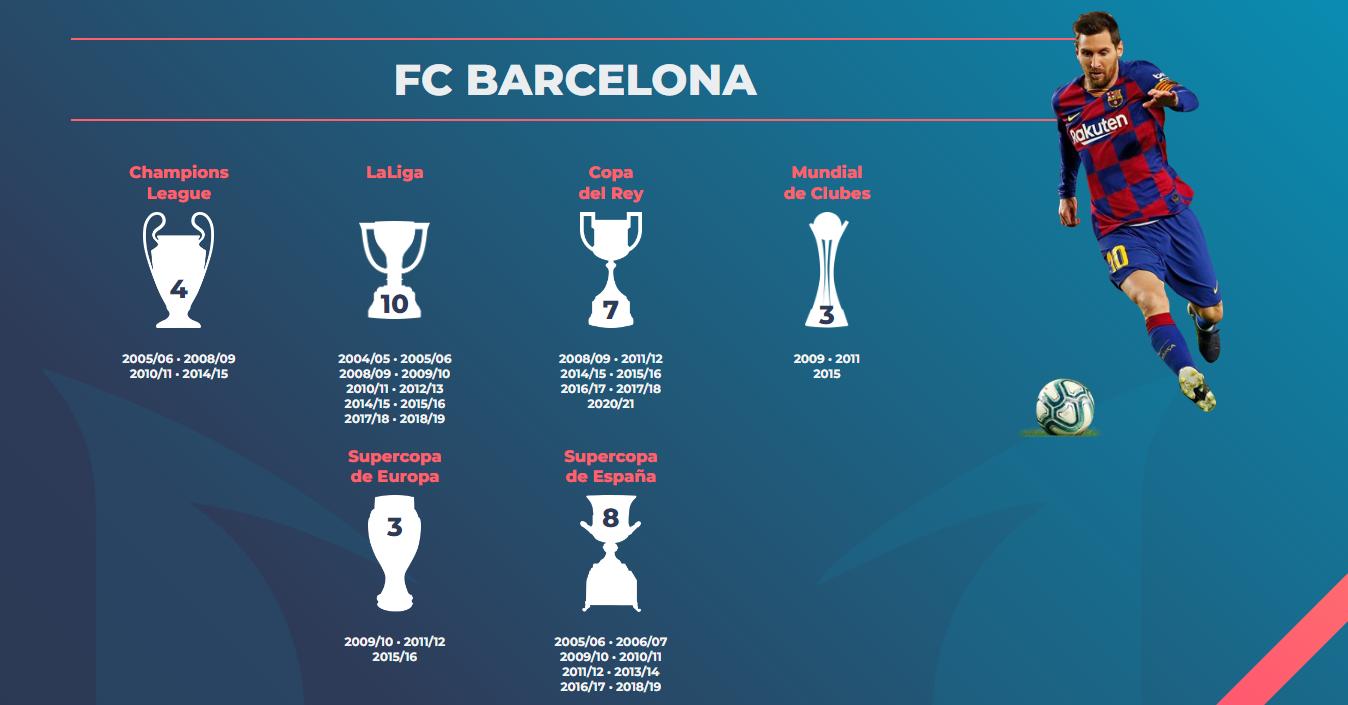 FC BARCELONA
Rakuten
10
Champions
League
4
2005/06 • 2008/09
2010/11 • 2014/15
LaLiga
10
2004/05 • 2005/06
2008/09 • 2009/10
2010/11 • 2012/13
2014/15 • 2015/16
2017/18 • 2018/19
Copa
del Rey
7
2008/09 • 2011/12
2014/15 • 2015/16
2016/17 • 2017/18
2020/21
Mundial
de Clubes
3
2009 • 2011
2015
Supercopa
de Europa
3
2009/10 • 2011/12
2015/16
Supercopa
de España
8
2005/06 • 2006/07
2009/10 • 2010/11
2011/12 • 2013/14
2016/17 • 2018/19